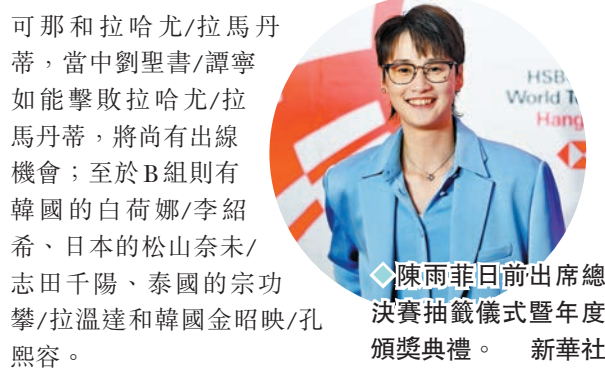 可那和拉哈尤/拉馬丹
蒂，當中劉聖書/譚寧
如能擊敗拉哈尤/拉
馬丹蒂，將尚有出線
機會；至於B組則有
韓國的白荷娜/李紹
希、日本的松山奈未/
志田千陽、泰國的宗功
攀/拉溫達和韓國金昭映/孔
熙容。
HSB
World T
Hang
◇陳雨菲日前出席總
決賽抽籤儀式暨年度
頒獎典禮。 新華社